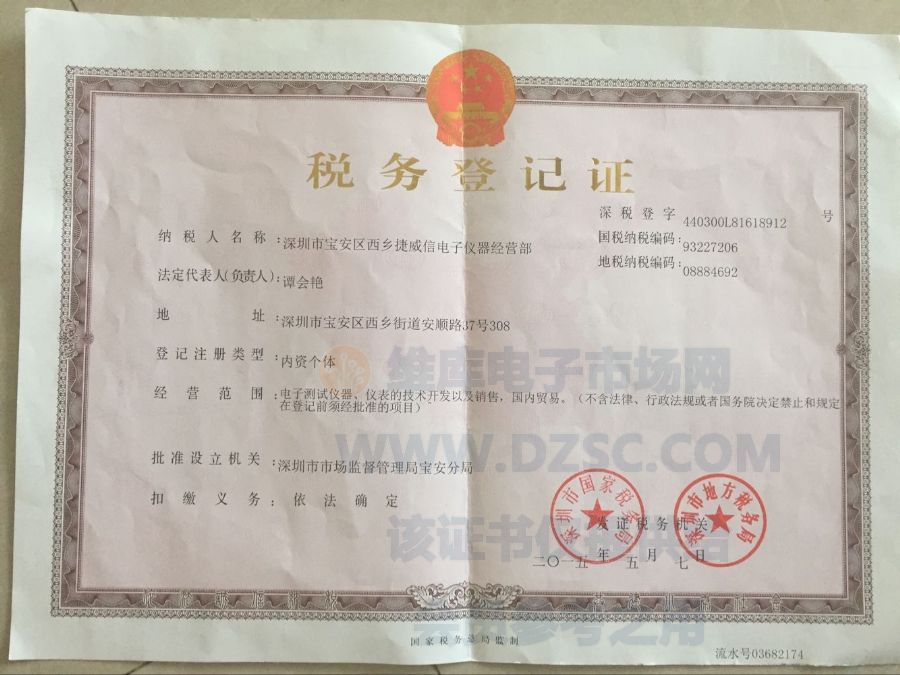 税务登记证
深税登字 440300L81618912 号
国税纳税编码:93227206
地税纳税编码:08884692
纳税人名称:深圳市宝安区西乡捷威信电子仪器经营部
法定代表人(负责人):谭会艳
地址:深圳市宝安区西乡街道安顺路37号308
登记注册类型:内资个体
经营范围:电子测试仪器、仪表的技术开发以及销售,国内贸易。(不含法律、行政法规或者国务院决定禁止和规定
在登记前须经批准的项目)
维库电子市场网
WWW.DZSC.COM
批准设立机关:深圳市市场监督管理局宝安分局
扣缴义务:依法确定
深圳市国家税务局
深圳市地方税务局
发证税务机关
二〇一五年五月七日
国家税务总局监制
流水号03682174